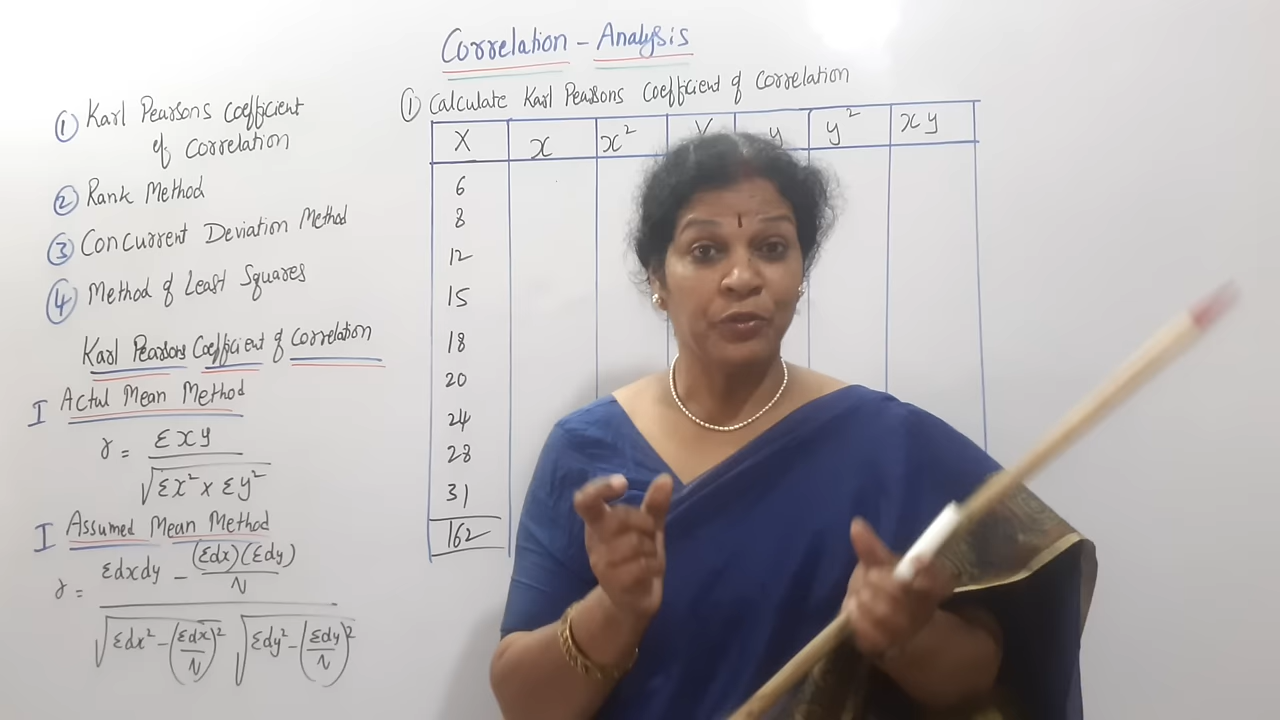 Correlation - Analysis
① Karl Pearsons Coefficient
of Correlation
② Rank Method
③ Concurrent Deviation Method
④ Method of Least Squares
Karl Pearsons Coefficient of Correlation
I Actul Mean Method
r = Σxy / √Σx² x Σy²
I Assumed Mean Method
r = Σdxdy - (Σdx)(Σdy)/N / √Σdx² - (Σdx/N)² √Σdy² - (Σdy/N)²
① Calculate Karl Pearsons Coefficient of Correlation
X x x² Y y y² xy
6
8
12
15
18
20
24
28
31
162